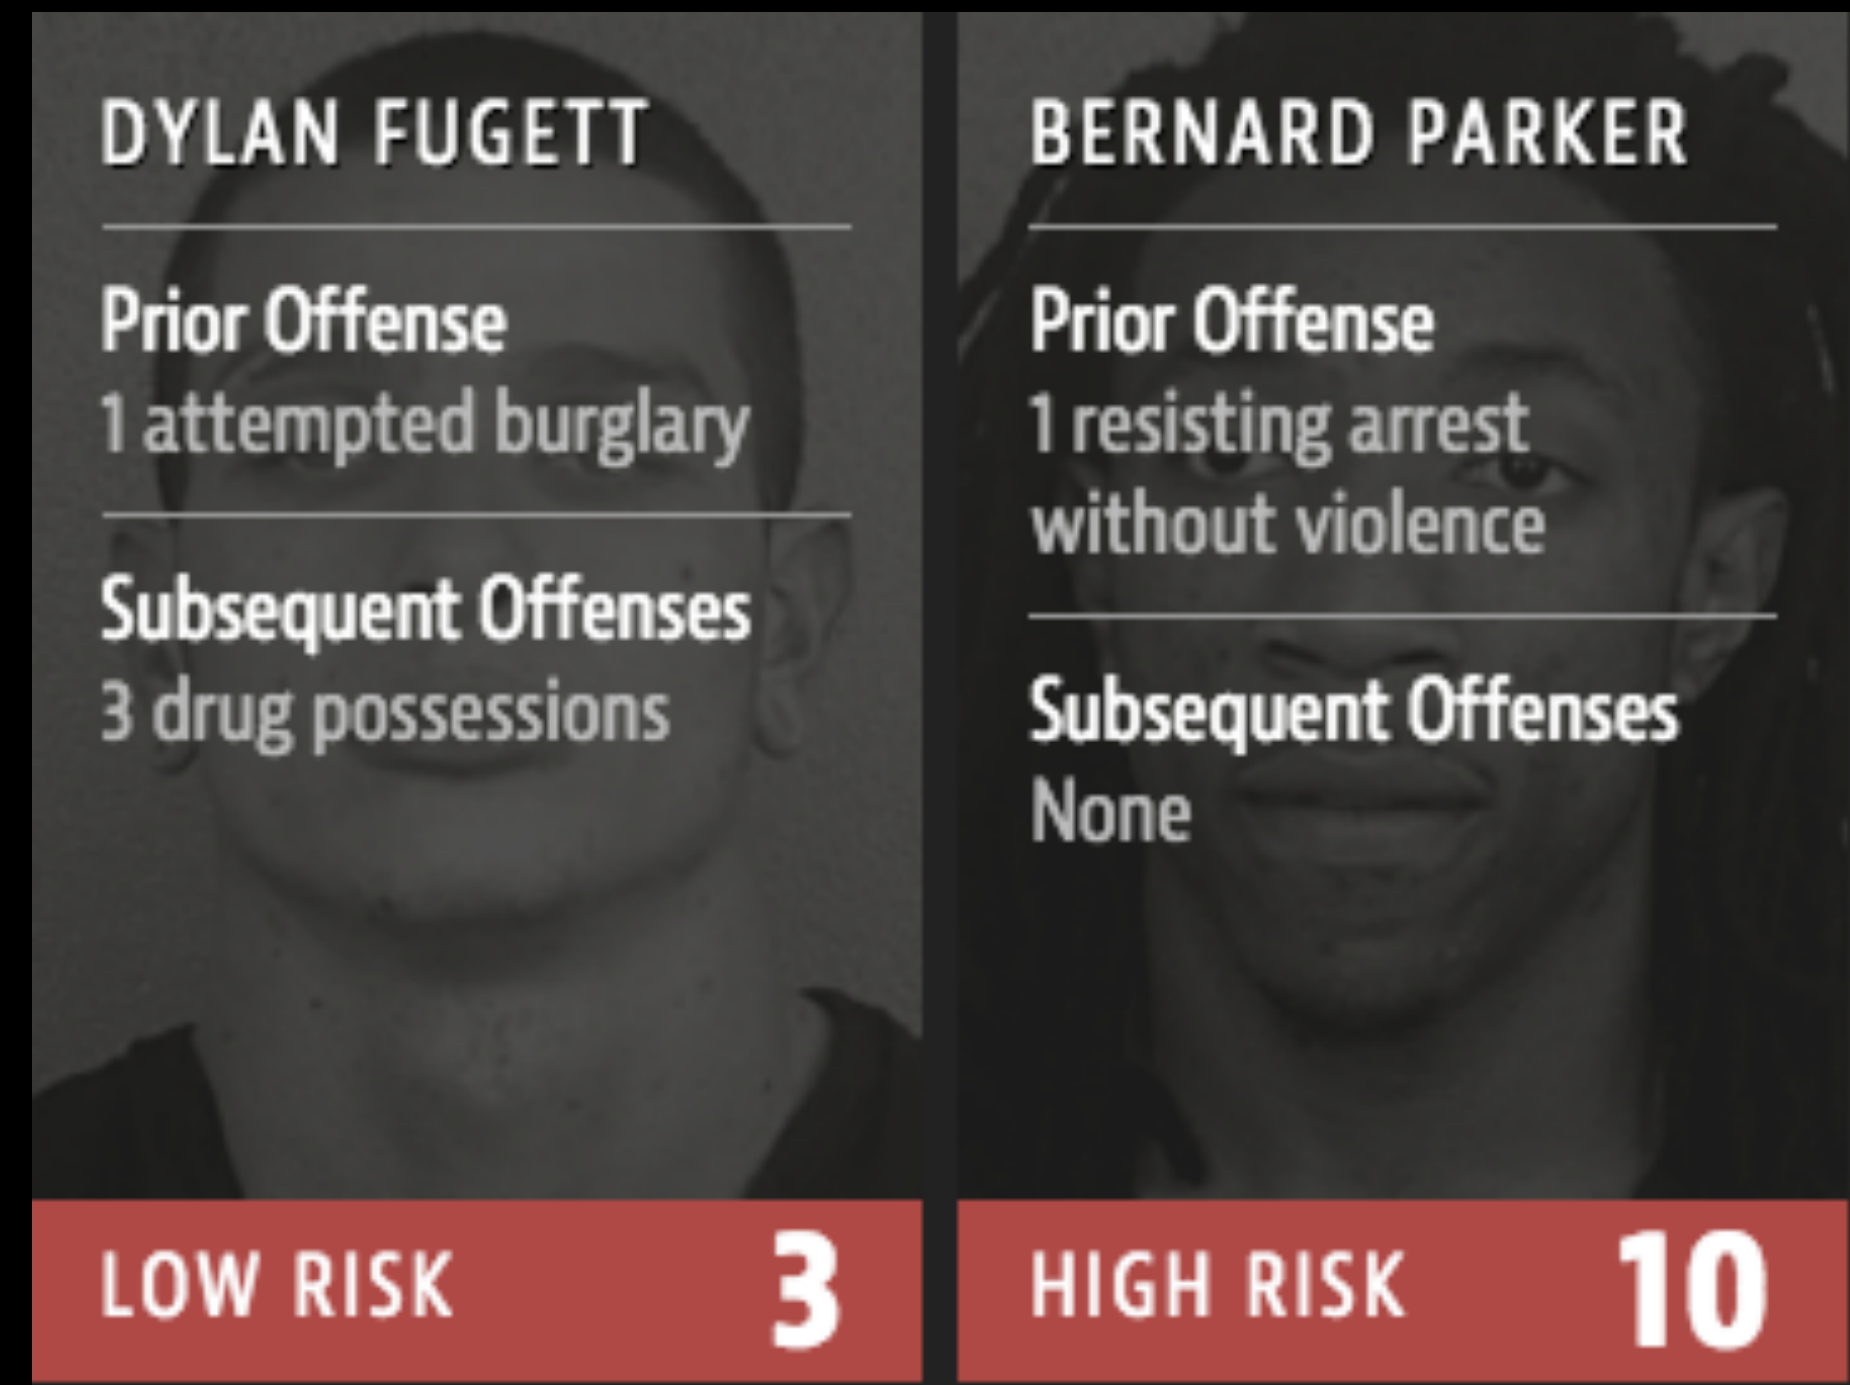 DYLAN FUGETT
Prior Offense
1 attempted burglary
Subsequent Offenses
3 drug possessions
LOW RISK 3
BERNARD PARKER
Prior Offense
1 resisting arrest
without violence
Subsequent Offenses
None
HIGH RISK 10